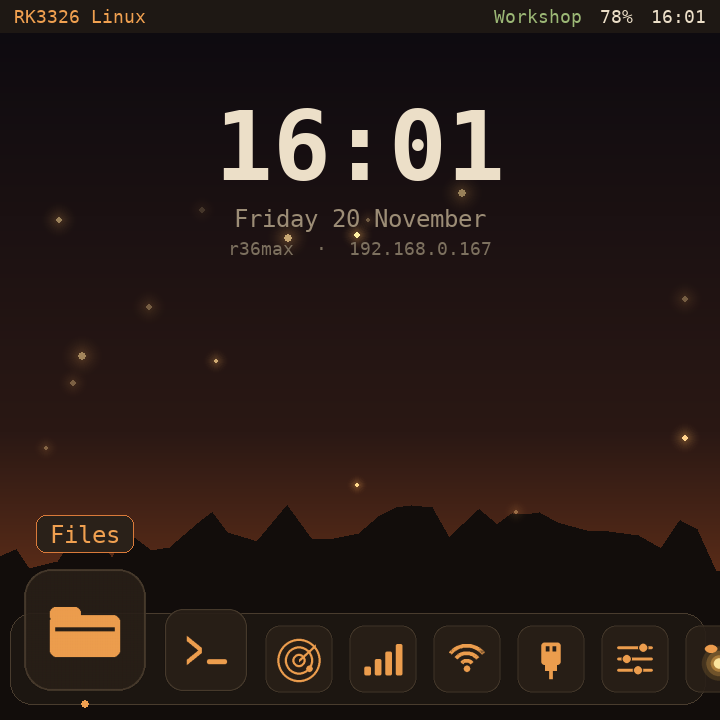 RK3326 Linux
Workshop 78% 16:01
16:01
Friday 20 November
r36max · 192.168.0.167
Files